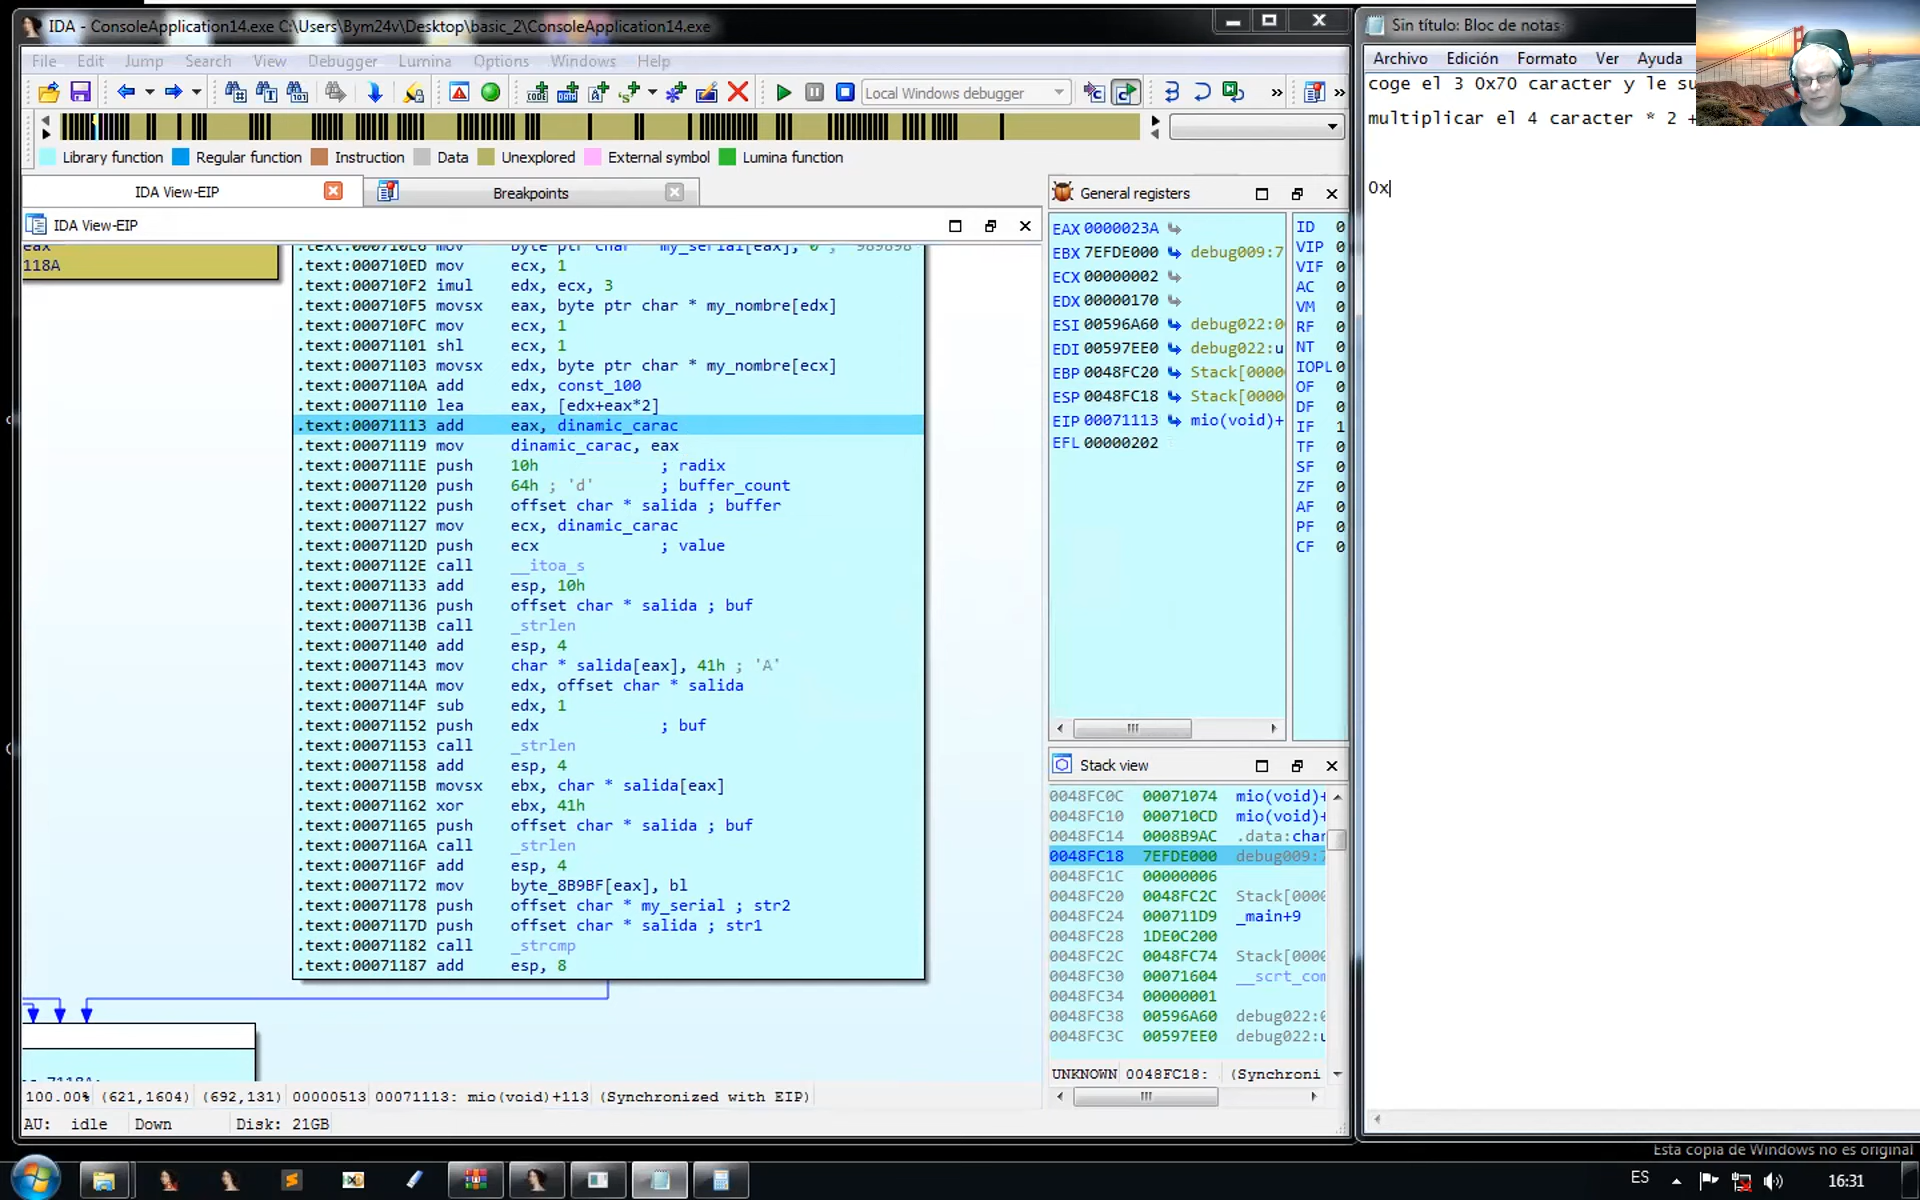 IDA - ConsoleApplication14.exe C:\Users\Bym24v\Desktop\basic_2\ConsoleApplication14.exe
File Edit Jump Search View Debugger Lumina Options Windows Help
Local Windows debugger
Library function Regular function Instruction Data Unexplored External symbol Lumina function
IDA View-EIP
Breakpoints
IDA View-EIP
eax
118A
.text:000710E6 mov byte ptr char * my_serial[eax], 0 ; "989898"
.text:000710ED mov ecx, 1
.text:000710F2 imul edx, ecx, 3
.text:000710F5 movsx eax, byte ptr char * my_nombre[edx]
.text:000710FC mov ecx, 1
.text:00071101 shl ecx, 1
.text:00071103 movsx edx, byte ptr char * my_nombre[ecx]
.text:0007110A add edx, const_100
.text:00071110 lea eax, [edx+eax*2]
.text:00071113 add eax, dinamic_carac
.text:00071119 mov dinamic_carac, eax
.text:0007111E push 10h ; radix
.text:00071120 push 64h ; 'd' ; buffer_count
.text:00071122 push offset char * salida ; buffer
.text:00071127 mov ecx, dinamic_carac
.text:0007112D push ecx ; value
.text:0007112E call __itoa_s
.text:00071133 add esp, 10h
.text:00071136 push offset char * salida ; buf
.text:0007113B call _strlen
.text:00071140 add esp, 4
.text:00071143 mov char * salida[eax], 41h ; 'A'
.text:0007114A mov edx, offset char * salida
.text:0007114F sub edx, 1
.text:00071152 push edx ; buf
.text:00071153 call _strlen
.text:00071158 add esp, 4
.text:0007115B movsx ebx, char * salida[eax]
.text:00071162 xor ebx, 41h
.text:00071165 push offset char * salida ; buf
.text:0007116A call _strlen
.text:0007116F add esp, 4
.text:00071172 mov byte_8B9BF[eax], bl
.text:00071178 push offset char * my_serial ; str2
.text:0007117D push offset char * salida ; str1
.text:00071182 call _strcmp
.text:00071187 add esp, 8
100.00% (621,1604) (692,131) 00000513 00071113: mio(void)+113 (Synchronized with EIP)
AU: idle Down Disk: 21GB
General registers
EAX 0000023A
EBX 7EFDE000 debug009:7
ECX 00000002
EDX 00000170
ESI 00596A60 debug022:0
EDI 00597EE0 debug022:u
EBP 0048FC20 Stack[0000
ESP 0048FC18 Stack[0000
EIP 00071113 mio(void)+
EFL 00000202
ID 0
VIP 0
VIF 0
AC 0
VM 0
RF 0
NT 0
IOPL 0
OF 0
DF 0
IF 1
TF 0
SF 0
ZF 0
AF 0
PF 0
CF 0
Stack view
0048FC0C 00071074 mio(void)+
0048FC10 000710CD mio(void)+
0048FC14 0008B9AC .data:char
0048FC18 7EFDE000 debug009:7
0048FC1C 00000006
0048FC20 0048FC2C Stack[0000
0048FC24 000711D9 _main+9
0048FC28 1DE0C200
0048FC2C 0048FC74 Stack[0000
0048FC30 00071604 __scrt_com
0048FC34 00000001
0048FC38 00596A60 debug022:0
0048FC3C 00597EE0 debug022:u
UNKNOWN 0048FC18: (Synchroni
Sin título: Bloc de notas
Archivo Edición Formato Ver Ayuda
coge el 3 0x70 caracter y le su
multiplicar el 4 caracter * 2 +
0x
Esta copia de Windows no es original
ES 16:31